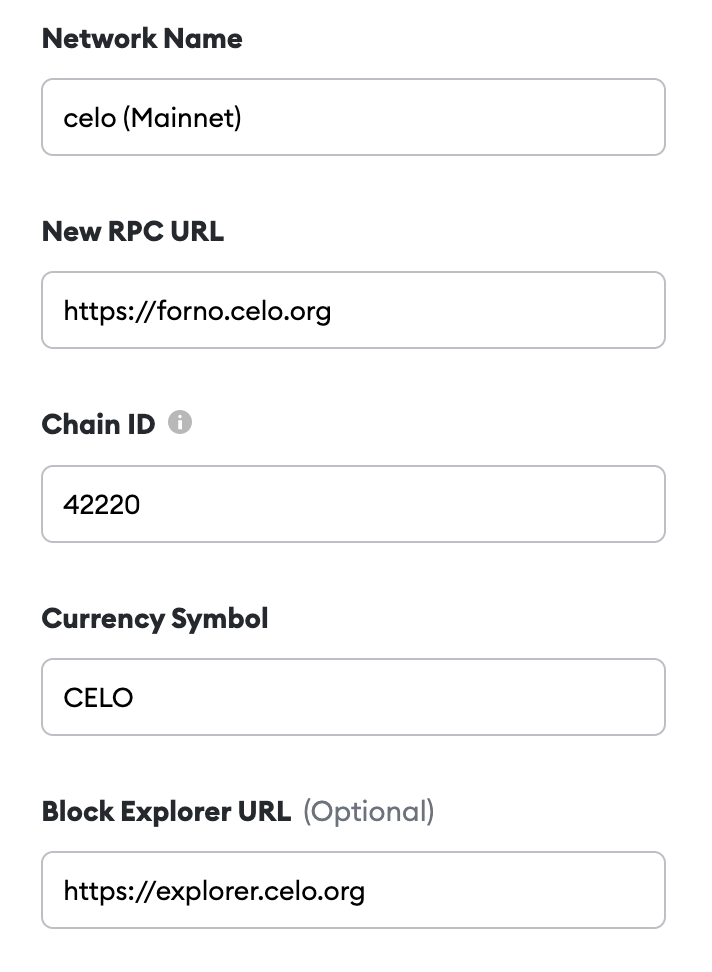 Network Name
celo (Mainnet)
New RPC URL
https://forno.celo.org
Chain ID
42220
Currency Symbol
CELO
Block Explorer URL (Optional)
https://explorer.celo.org